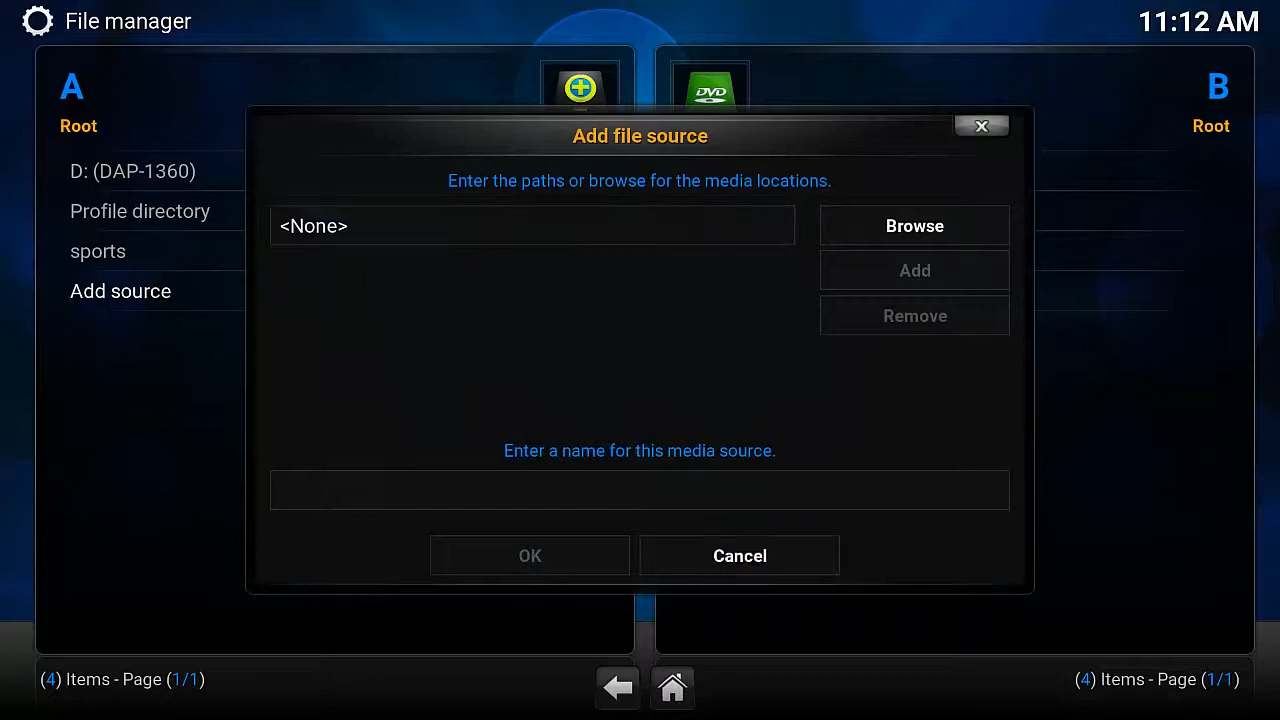 File manager
11:12 AM
A
DVD
B
Root
Root
Add file source
X
Enter the paths or browse for the media locations.
D: (DAP-1360)
Profile directory
sports
Add source
<None>
Browse
Add
Remove
Enter a name for this media source.
OK
Cancel
(4) Items - Page (1/1)
(4) Items - Page (1/1)